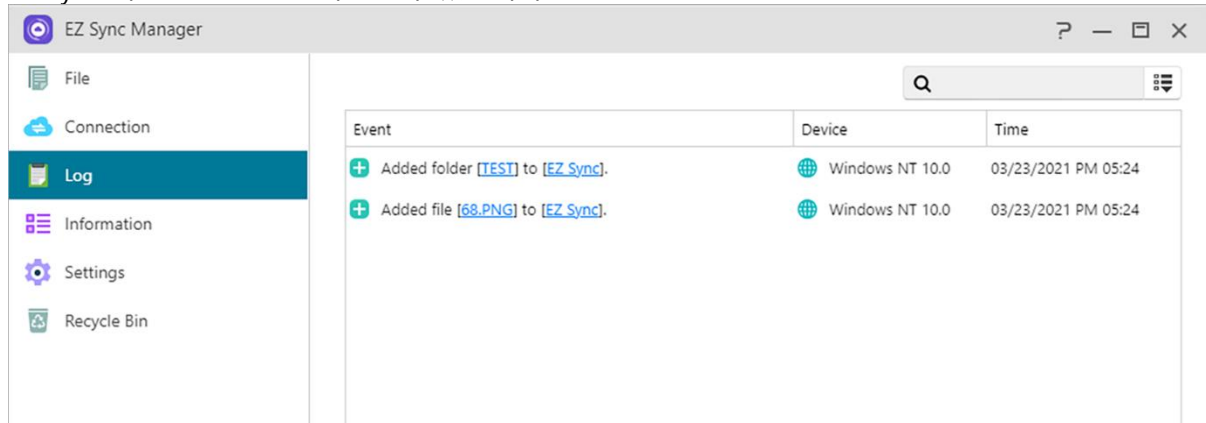 EZ Sync Manager
File
Connection
Log
Information
Settings
Recycle Bin
Event Device Time
Added folder [TEST] to [EZ Sync]. Windows NT 10.0 03/23/2021 PM 05:24
Added file [68.PNG] to [EZ Sync]. Windows NT 10.0 03/23/2021 PM 05:24